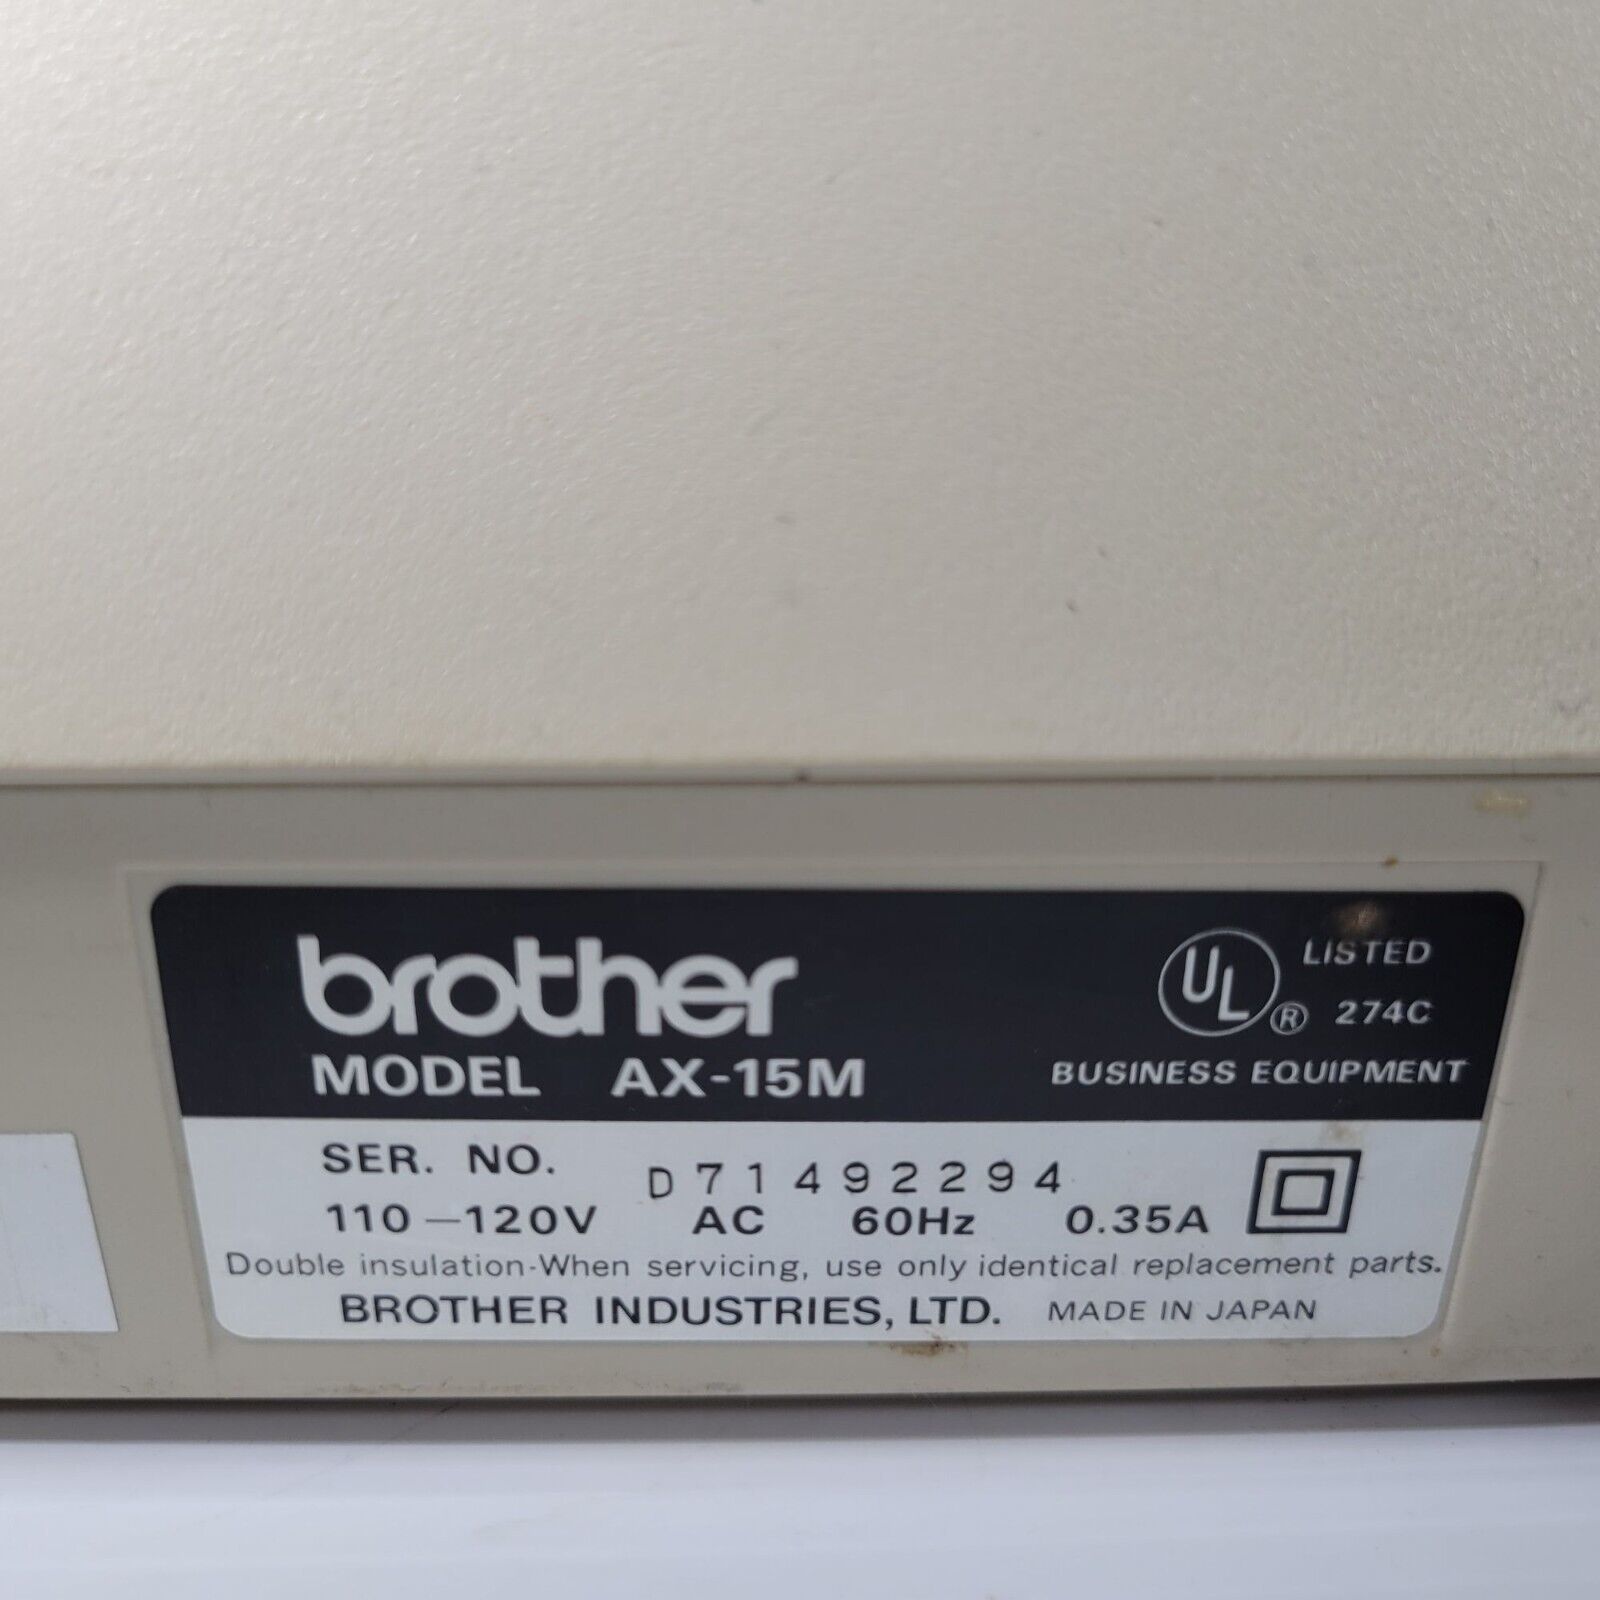 brother
MODEL AX-15M
UL ® LISTED 274C
BUSINESS EQUIPMENT
SER. NO. D71492294
110-120V AC 60Hz 0.35A
Double insulation-When servicing, use only identical replacement parts.
BROTHER INDUSTRIES, LTD. MADE IN JAPAN